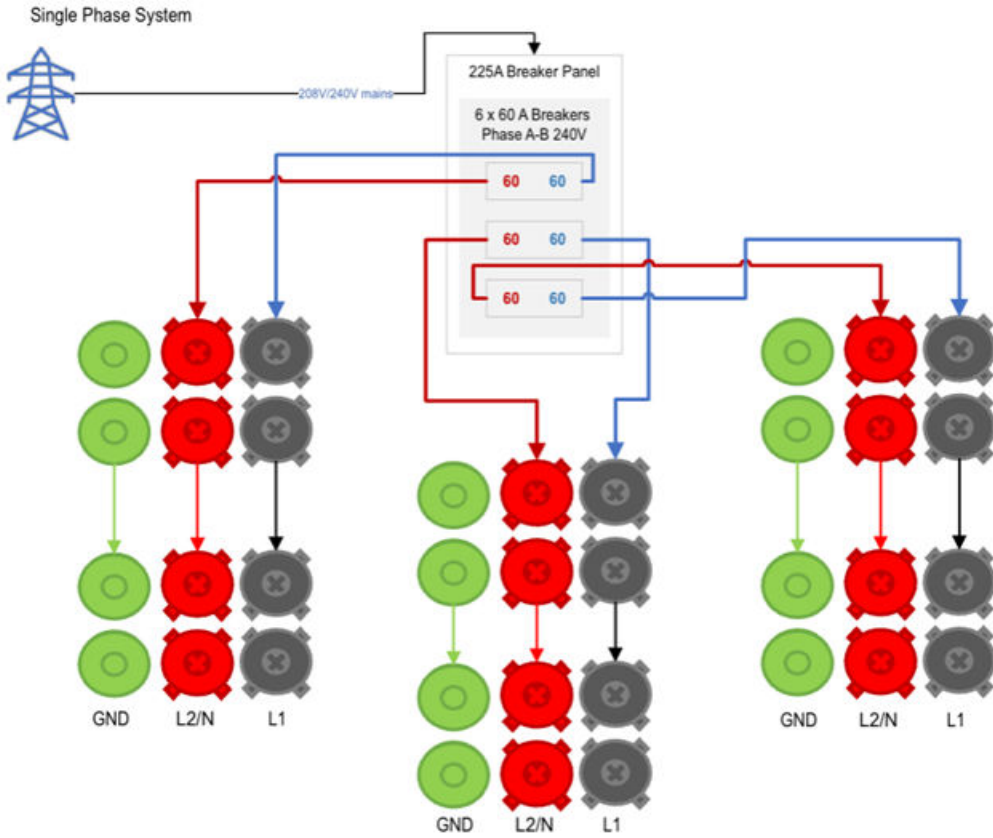 Single Phase System
208V/240V mains
225A Breaker Panel
6 x 60 A Breakers
Phase A-B 240V
60 60
60 60
60 60
GND L2/N L1
GND L2/N L1
GND L2/N L1